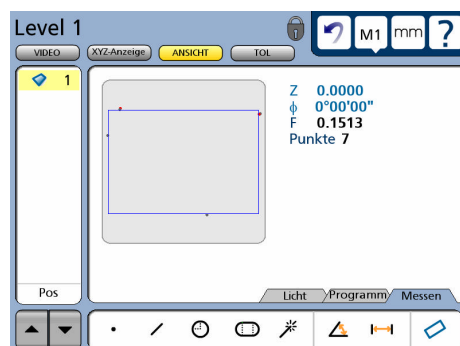 Level 1
M1 mm ?
VIDEO XYZ-Anzeige ANSICHT TOL
1
Z 0.0000
ϕ 0°00'00"
F 0.1513
Punkte 7
Pos
Licht Programm Messen